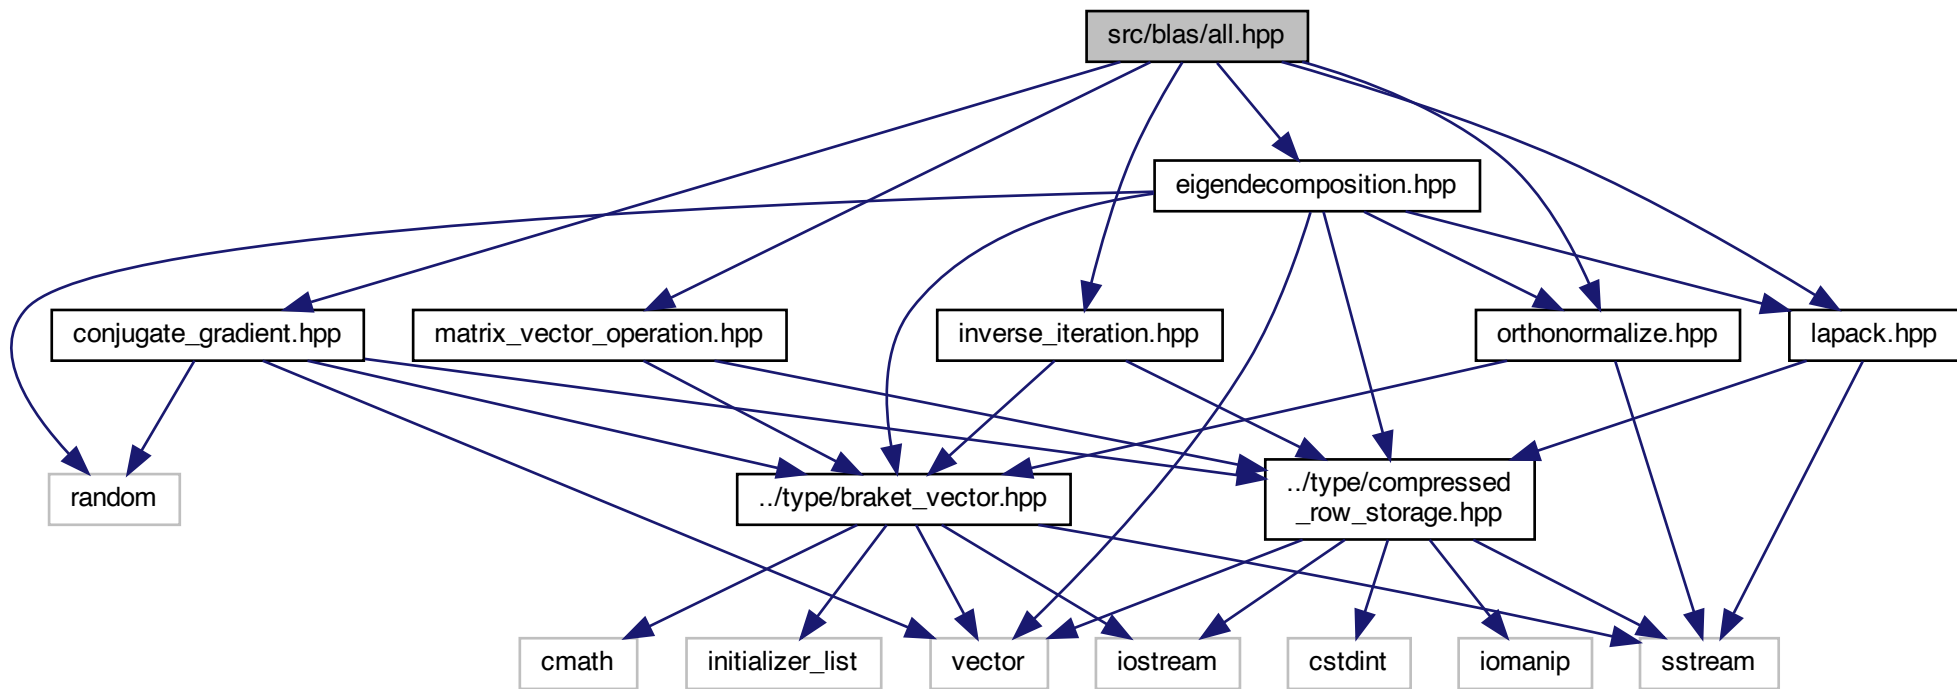 src/blas/all.hpp
eigendecomposition.hpp
conjugate_gradient.hpp
matrix_vector_operation.hpp
inverse_iteration.hpp
orthonormalize.hpp
lapack.hpp
random
../type/braket_vector.hpp
../type/compressed
_row_storage.hpp
cmath
initializer_list
vector
iostream
cstdint
iomanip
sstream